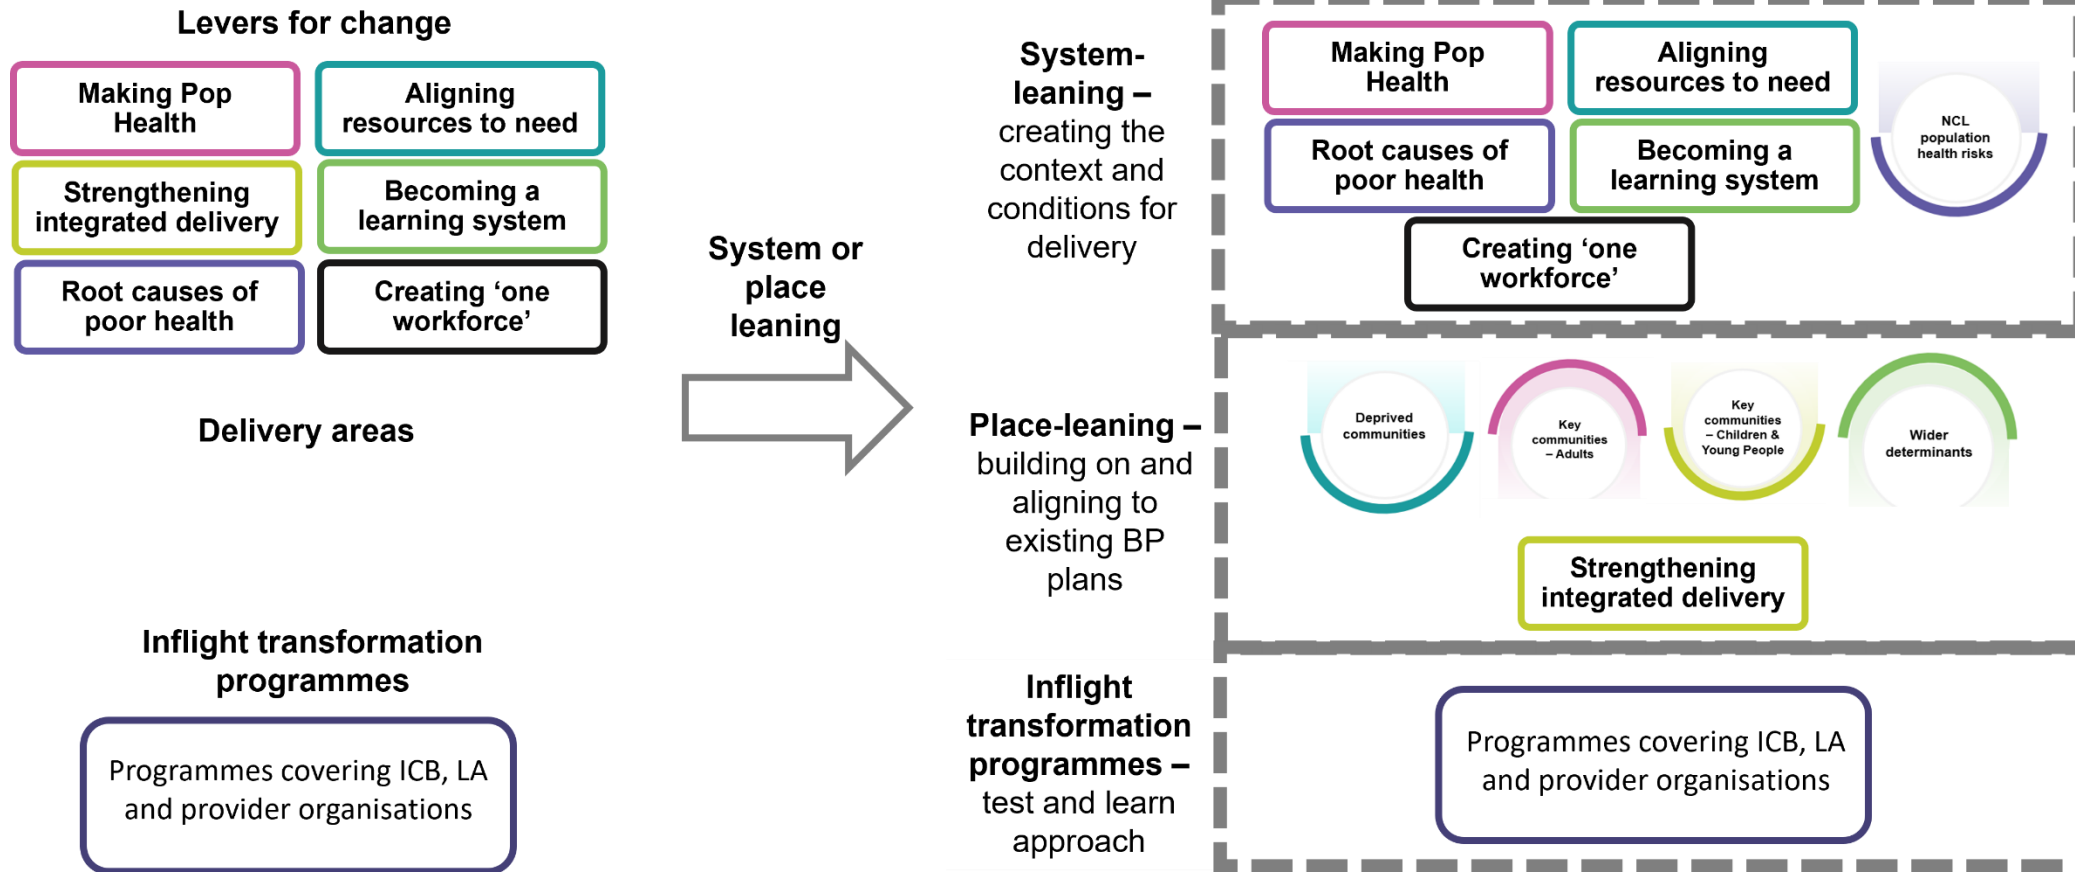 Levers for change
Making Pop
Health
Aligning
resources to need
Strengthening
integrated delivery
Becoming a
learning system
Root causes of
poor health
Creating ‘one
workforce’
Delivery areas
Inflight transformation
programmes
Programmes covering ICB, LA
and provider organisations
System or
place
leaning
System-
leaning –
creating the
context and
conditions for
delivery
Making Pop
Health
Aligning
resources to need
Root causes of
poor health
Becoming a
learning system
Creating ‘one
workforce’
NCL
population
health risks
Place-leaning –
building on and
aligning to
existing BP
plans
Deprived
communities
Key
communities
– Adults
Key
communities
– Children &
Young People
Wider
determinants
Strengthening
integrated delivery
Inflight
transformation
programmes –
test and learn
approach
Programmes covering ICB, LA
and provider organisations